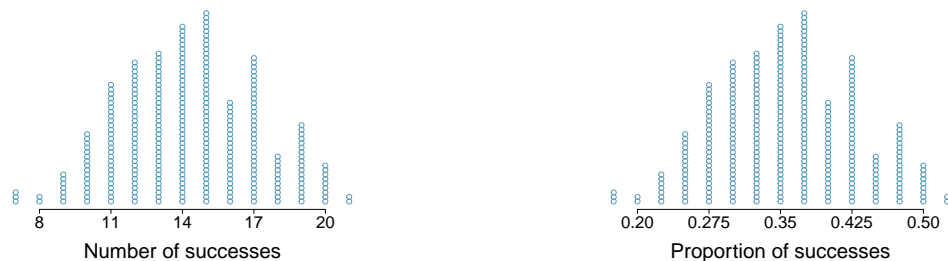 8 11 14 17 20
Number of successes
0.20 0.275 0.35 0.425 0.50
Proportion of successes